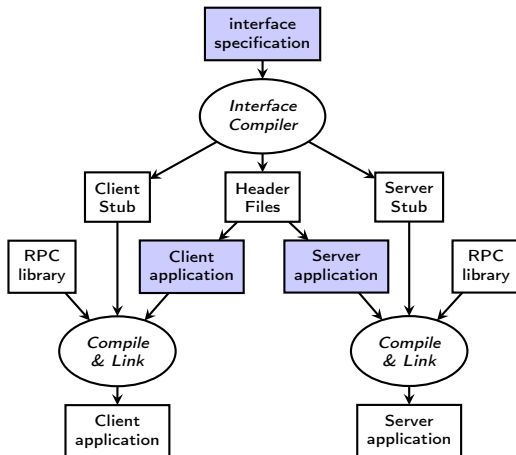 interface
specification
Interface
Compiler
Client
Stub
Header
Files
Server
Stub
RPC
library
Client
application
Server
application
RPC
library
Compile
& Link
Compile
& Link
Client
application
Server
application